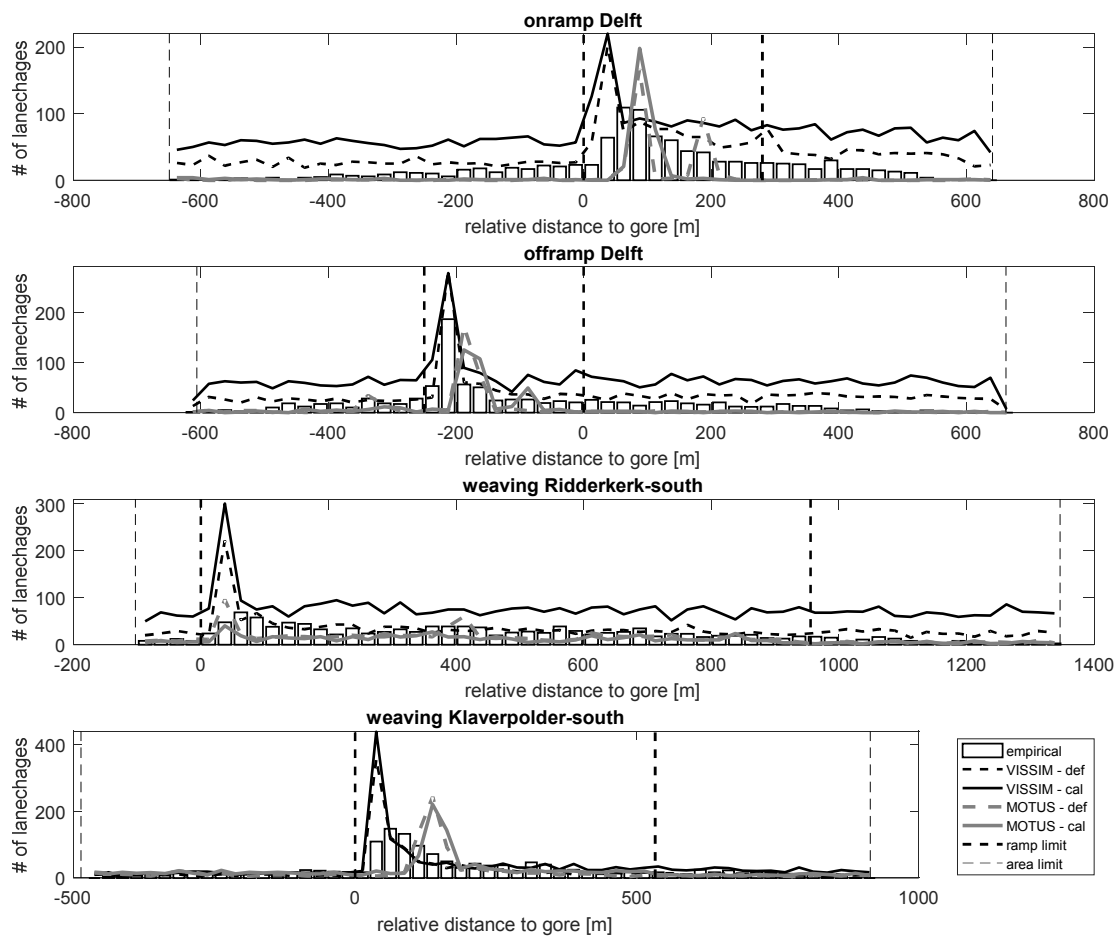 onramp Delft
# of lanechages
200
100
0
-800 -600 -400 -200 0 200 400 600 800
relative distance to gore [m]
offramp Delft
# of lanechages
200
100
0
-800 -600 -400 -200 0 200 400 600 800
relative distance to gore [m]
weaving Ridderkerk-south
# of lanechages
300
200
100
0
-200 0 200 400 600 800 1000 1200 1400
relative distance to gore [m]
weaving Klaverpolder-south
# of lanechages
400
200
0
-500 0 500 1000
relative distance to gore [m]
empirical
VISSIM - def
VISSIM - cal
MOTUS - def
MOTUS - cal
ramp limit
area limit